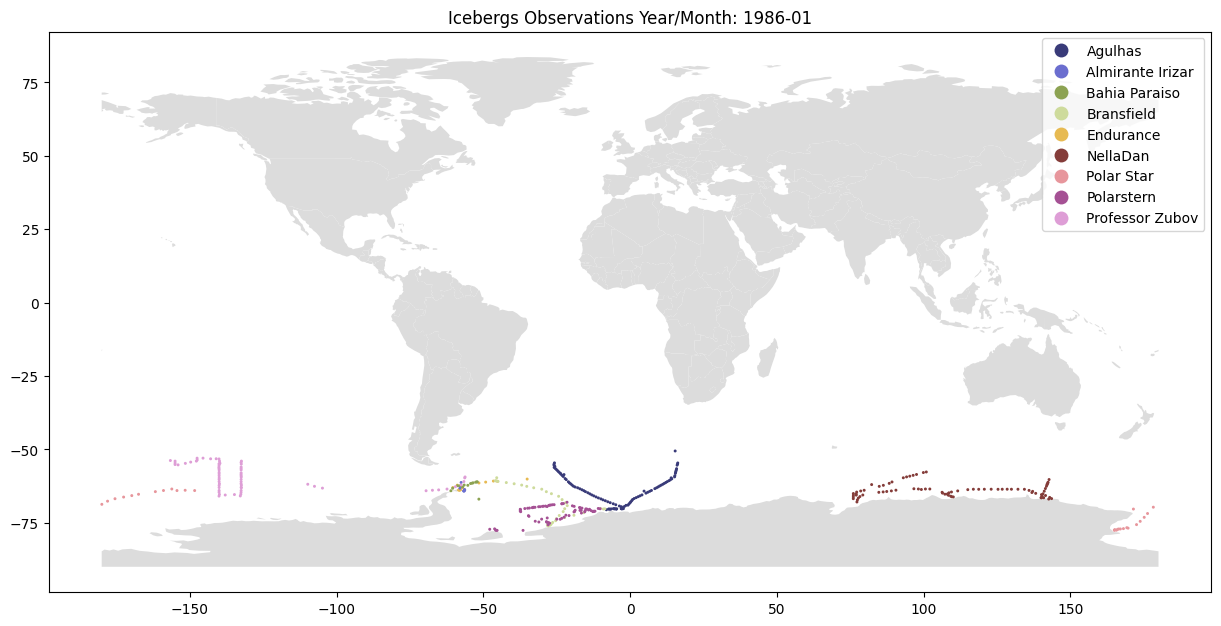 Icebergs Observations Year/Month: 1986-01
Agulhas
Almirante Irizar
Bahia Paraiso
Bransfield
Endurance
NellaDan
Polar Star
Polarstern
Professor Zubov
75
50
25
0
−25
−50
−75
−150
−100
−50
0
50
100
150